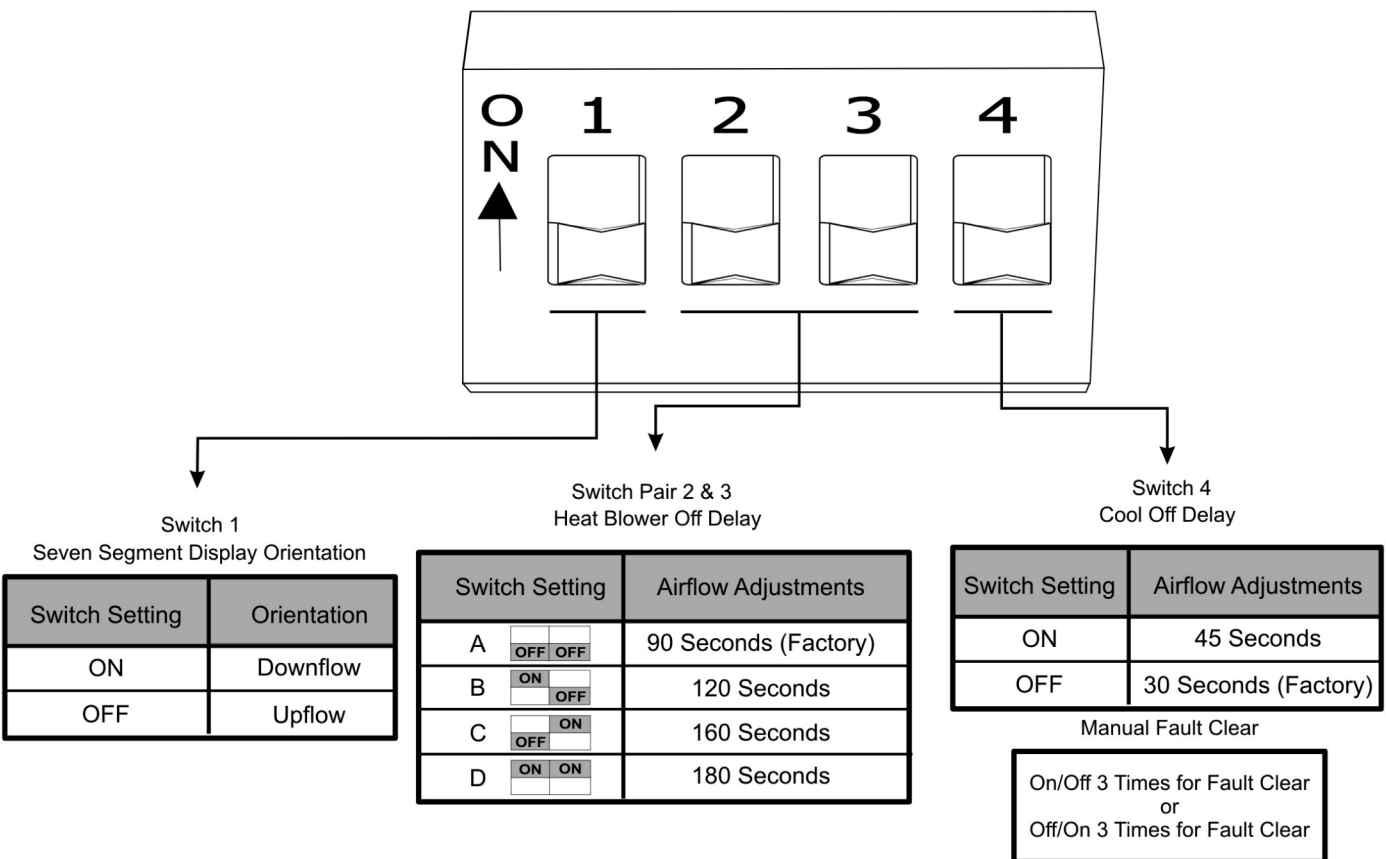 ON
1 2 3 4
Switch 1
Seven Segment Display Orientation
Switch Setting Orientation
ON Downflow
OFF Upflow
Switch Pair 2 & 3
Heat Blower Off Delay
Switch Setting Airflow Adjustments
A OFF OFF 90 Seconds (Factory)
B ON OFF 120 Seconds
C OFF ON 160 Seconds
D ON ON 180 Seconds
Switch 4
Cool Off Delay
Switch Setting Airflow Adjustments
ON 45 Seconds
OFF 30 Seconds (Factory)
Manual Fault Clear
On/Off 3 Times for Fault Clear
or
Off/On 3 Times for Fault Clear